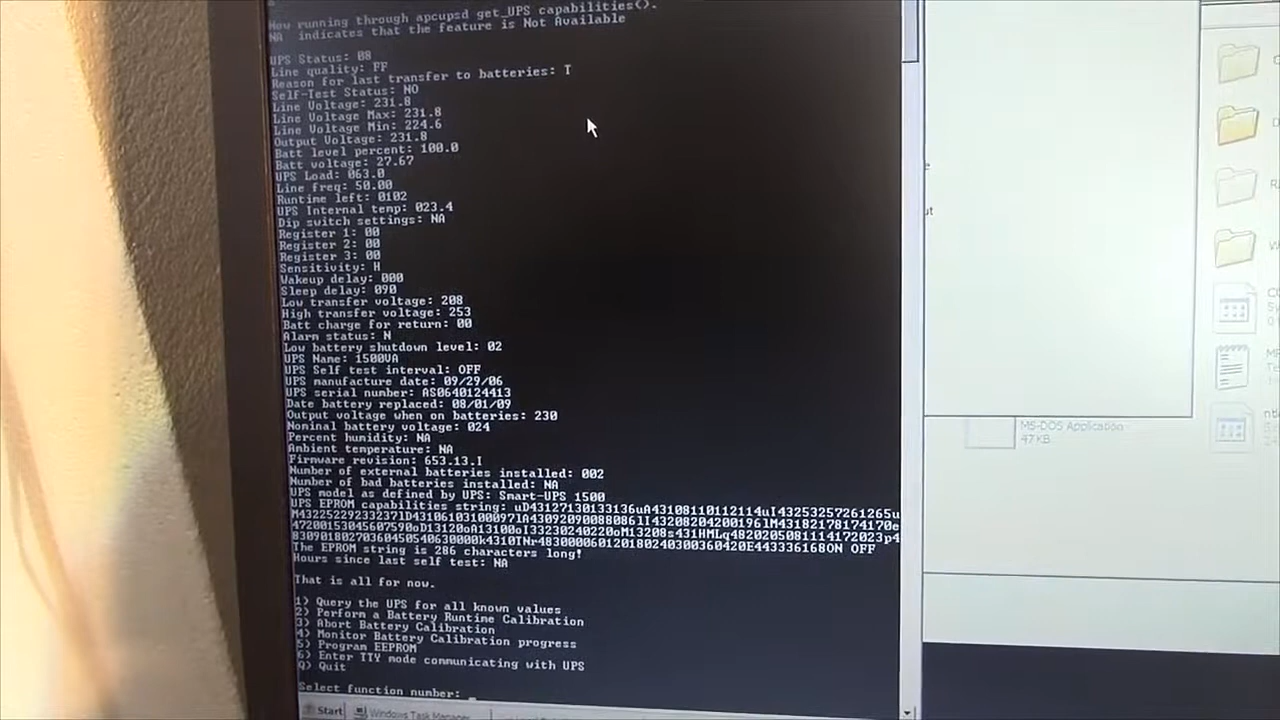 Now running through apcupsd get_UPS capabilities().
NA indicates that the feature is Not Available
UPS Status: 08
Line quality: FF
Reason for last transfer to batteries: T
Self-Test Status: NO
Line Voltage: 231.8
Line Voltage Max: 231.8
Line Voltage Min: 224.6
Output Voltage: 231.8
Batt level percent: 100.0
Batt voltage: 27.67
UPS Load: 063.0
Line freq: 50.00
Runtime left: 0102
UPS Internal temp: 023.4
Dip switch settings: NA
Register 1: 00
Register 2: 00
Register 3: 00
Sensitivity: H
Wakeup delay: 000
Sleep delay: 090
Low transfer voltage: 208
High transfer voltage: 253
Batt charge for return: 00
Alarm status: N
Low battery shutdown level: 02
UPS Name: 1500VA
UPS Self test interval: OFF
UPS manufacture date: 09/29/06
UPS serial number: AS0640124413
Date battery replaced: 08/01/09
Output voltage when on batteries: 230
Nominal battery voltage: 024
Percent humidity: NA
Ambient temperature: NA
Firmware revision: 653.13.I
Number of external batteries installed: 002
Number of bad batteries installed: NA
UPS model as defined by UPS: Smart-UPS 1500
UPS EPROM capabilities string:
The EPROM string is 286 characters long!
Hours since last self test: NA
That is all for now.
1) Query the UPS for all known values
2) Perform a Battery Runtime Calibration
3) Abort Battery Calibration
4) Monitor Battery Calibration progress
5) Program EEPROM
6) Enter TTY mode communicating with UPS
Q) Quit
Select function number: _
Start
Windows Task Manager
MS-DOS Application
47 KB